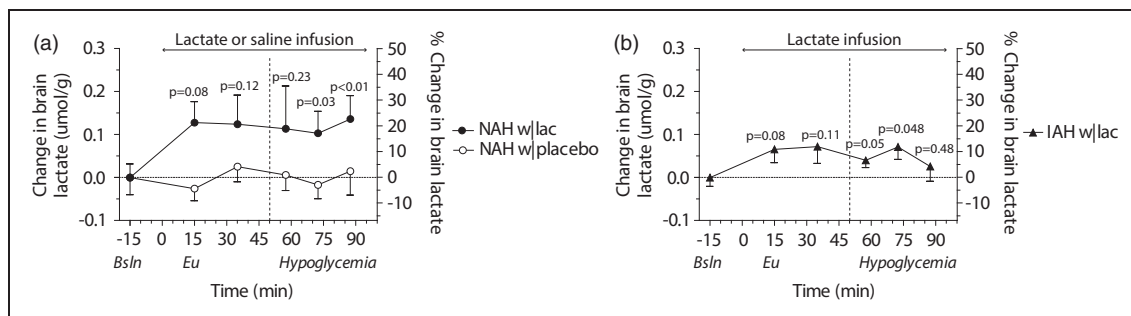 (a)
Lactate or saline infusion
0.3
0.2
0.1
0.0
-0.1
Change in brain
lactate (umol/g)
50
40
30
20
10
0
-10
% Change in
brain lactate
p=0.08
p=0.12
p=0.23
p=0.03
p<0.01
NAH w|lac
NAH w|placebo
-15 0 15 30 45 60 75 90
Bsln Eu Hypoglycemia
Time (min)
(b)
Lactate infusion
0.3
0.2
0.1
0.0
-0.1
Change in brain
lactate (umol/g)
50
40
30
20
10
0
-10
% Change in
brain lactate
p=0.08
p=0.11
p=0.05
p=0.048
p=0.48
IAH w|lac
-15 0 15 30 45 60 75 90
Bsln Eu Hypoglycemia
Time (min)